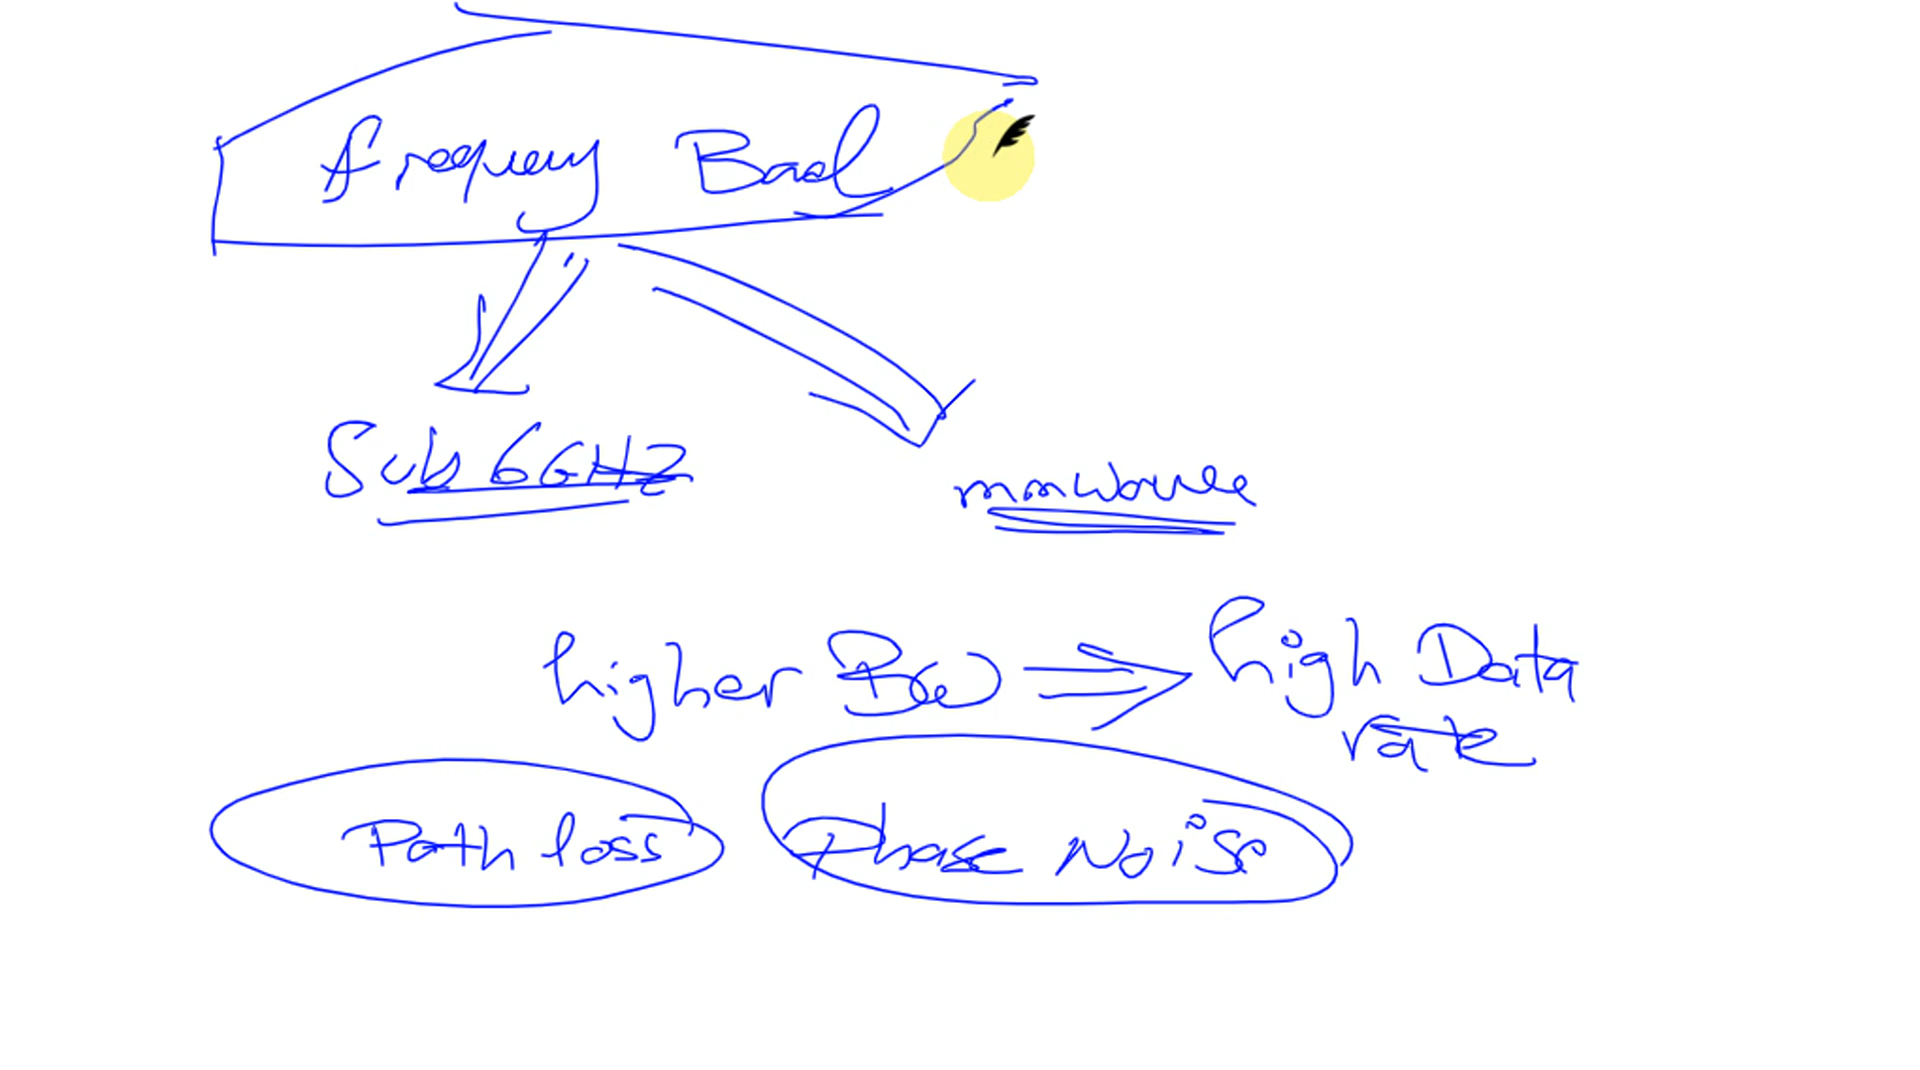 frequency Band
Sub 6GHZ
mmwave
higher BW ⇒ high Data
rate
Path loss Phase Noise